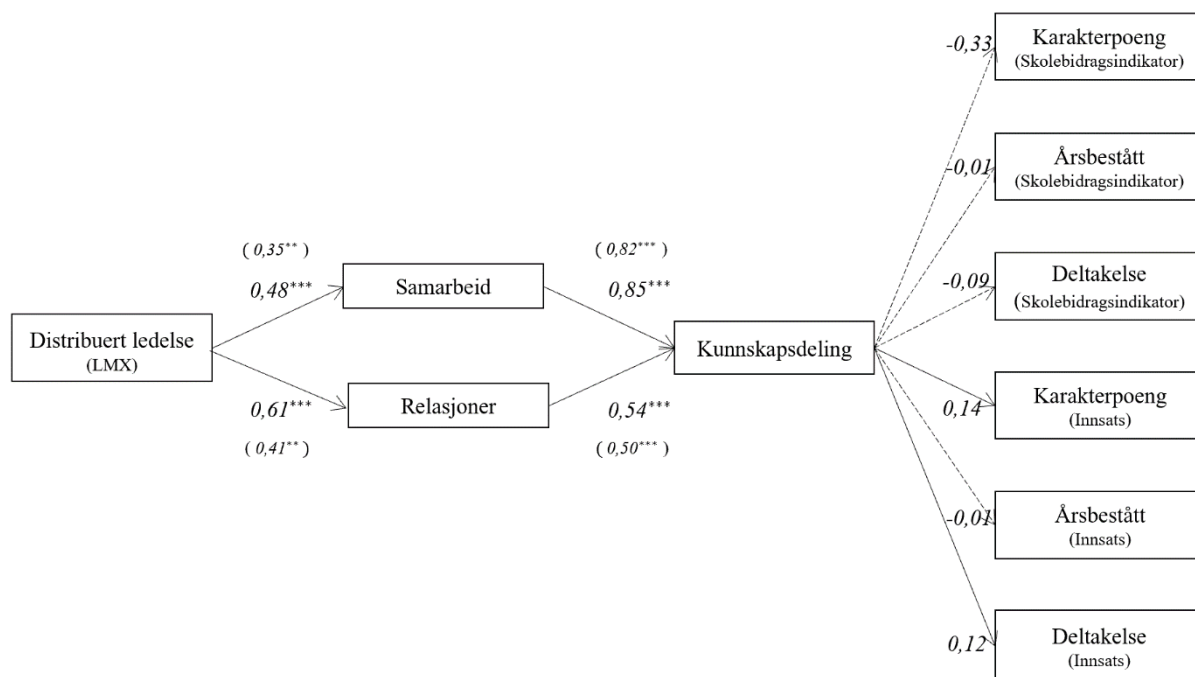 Distribuert ledelse
(LMX)
( 0,35** )
0,48***
0,61***
( 0,41** )
Samarbeid
Relasjoner
( 0,82*** )
0,85***
0,54***
( 0,50*** )
Kunnskapsdeling
-0,33
Karakterpoeng
(Skolebidragsindikator)
-0,01
Årsbestått
(Skolebidragsindikator)
-0,09
Deltakelse
(Skolebidragsindikator)
0,14
Karakterpoeng
(Innsats)
-0,01
Årsbestått
(Innsats)
0,12
Deltakelse
(Innsats)